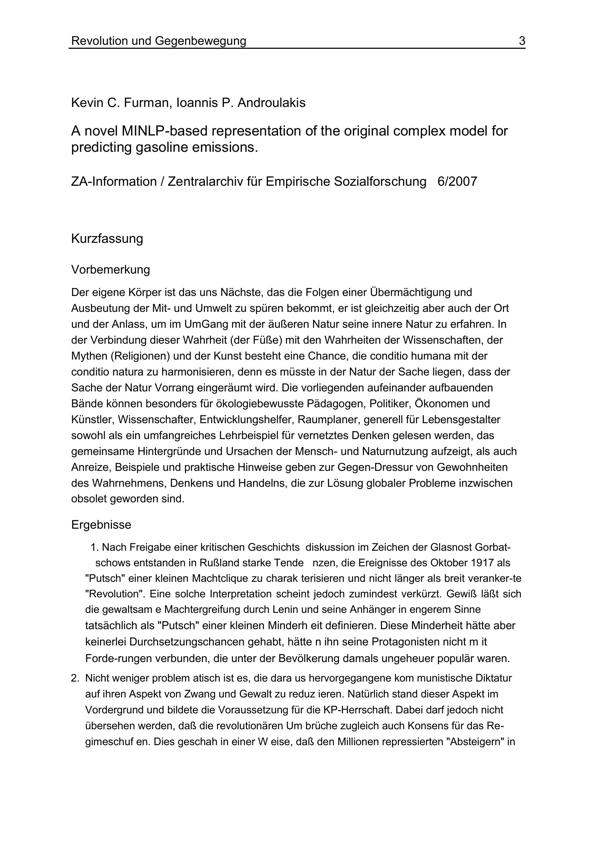 Revolution und Gegenbewegung 3
Kevin C. Furman, Ioannis P. Androulakis
A novel MINLP-based representation of the original complex model for
predicting gasoline emissions.
ZA-Information / Zentralarchiv für Empirische Sozialforschung 6/2007
Kurzfassung
Vorbemerkung
Der eigene Körper ist das uns Nächste, das die Folgen einer Übermächtigung und
Ausbeutung der Mit- und Umwelt zu spüren bekommt, er ist gleichzeitig aber auch der Ort
und der Anlass, um im UmGang mit der äußeren Natur seine innere Natur zu erfahren. In
der Verbindung dieser Wahrheit (der Füße) mit den Wahrheiten der Wissenschaften, der
Mythen (Religionen) und der Kunst besteht eine Chance, die conditio humana mit der
conditio natura zu harmonisieren, denn es müsste in der Natur der Sache liegen, dass der
Sache der Natur Vorrang eingeräumt wird. Die vorliegenden aufeinander aufbauenden
Bände können besonders für ökologiebewusste Pädagogen, Politiker, Ökonomen und
Künstler, Wissenschafter, Entwicklungshelfer, Raumplaner, generell für Lebensgestalter
sowohl als ein umfangreiches Lehrbeispiel für vernetztes Denken gelesen werden, das
gemeinsame Hintergründe und Ursachen der Mensch- und Naturnutzung aufzeigt, als auch
Anreize, Beispiele und praktische Hinweise geben zur Gegen-Dressur von Gewohnheiten
des Wahrnehmens, Denkens und Handelns, die zur Lösung globaler Probleme inzwischen
obsolet geworden sind.
Ergebnisse
1. Nach Freigabe einer kritischen Geschichts diskussion im Zeichen der Glasnost Gorbat-
schows entstanden in Rußland starke Tende nzen, die Ereignisse des Oktober 1917 als
"Putsch" einer kleinen Machtclique zu charak terisieren und nicht länger als breit veranker-te
"Revolution". Eine solche Interpretation scheint jedoch zumindest verkürzt. Gewiß läßt sich
die gewaltsam e Machtergreifung durch Lenin und seine Anhänger in engerem Sinne
tatsächlich als "Putsch" einer kleinen Minderh eit definieren. Diese Minderheit hätte aber
keinerlei Durchsetzungschancen gehabt, hätte n ihn seine Protagonisten nicht m it
Forde-rungen verbunden, die unter der Bevölkerung damals ungeheuer populär waren.
2. Nicht weniger problem atisch ist es, die dara us hervorgegangene kom munistische Diktatur
auf ihren Aspekt von Zwang und Gewalt zu reduz ieren. Natürlich stand dieser Aspekt im
Vordergrund und bildete die Voraussetzung für die KP-Herrschaft. Dabei darf jedoch nicht
übersehen werden, daß die revolutionären Um brüche zugleich auch Konsens für das Re-
gimeschuf en. Dies geschah in einer W eise, daß den Millionen repressierten "Absteigern" in